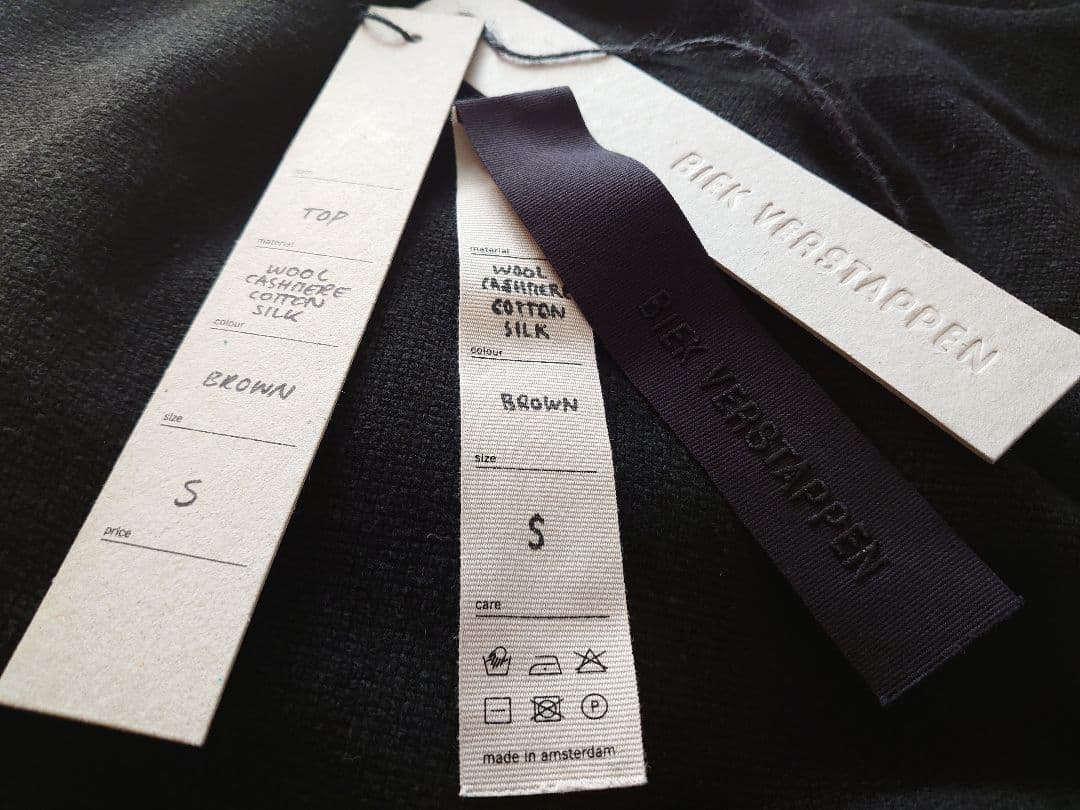 TOP
material
WOOL
CASHMERE
COTTON
SILK
colour
BROWN
size
S
price
material
WOOL
CASHMERE
COTTON
SILK
colour
BROWN
size
S
care
P
made in amsterdam
BIEK VERSTAPPEN
BIEK VERSTAPPEN